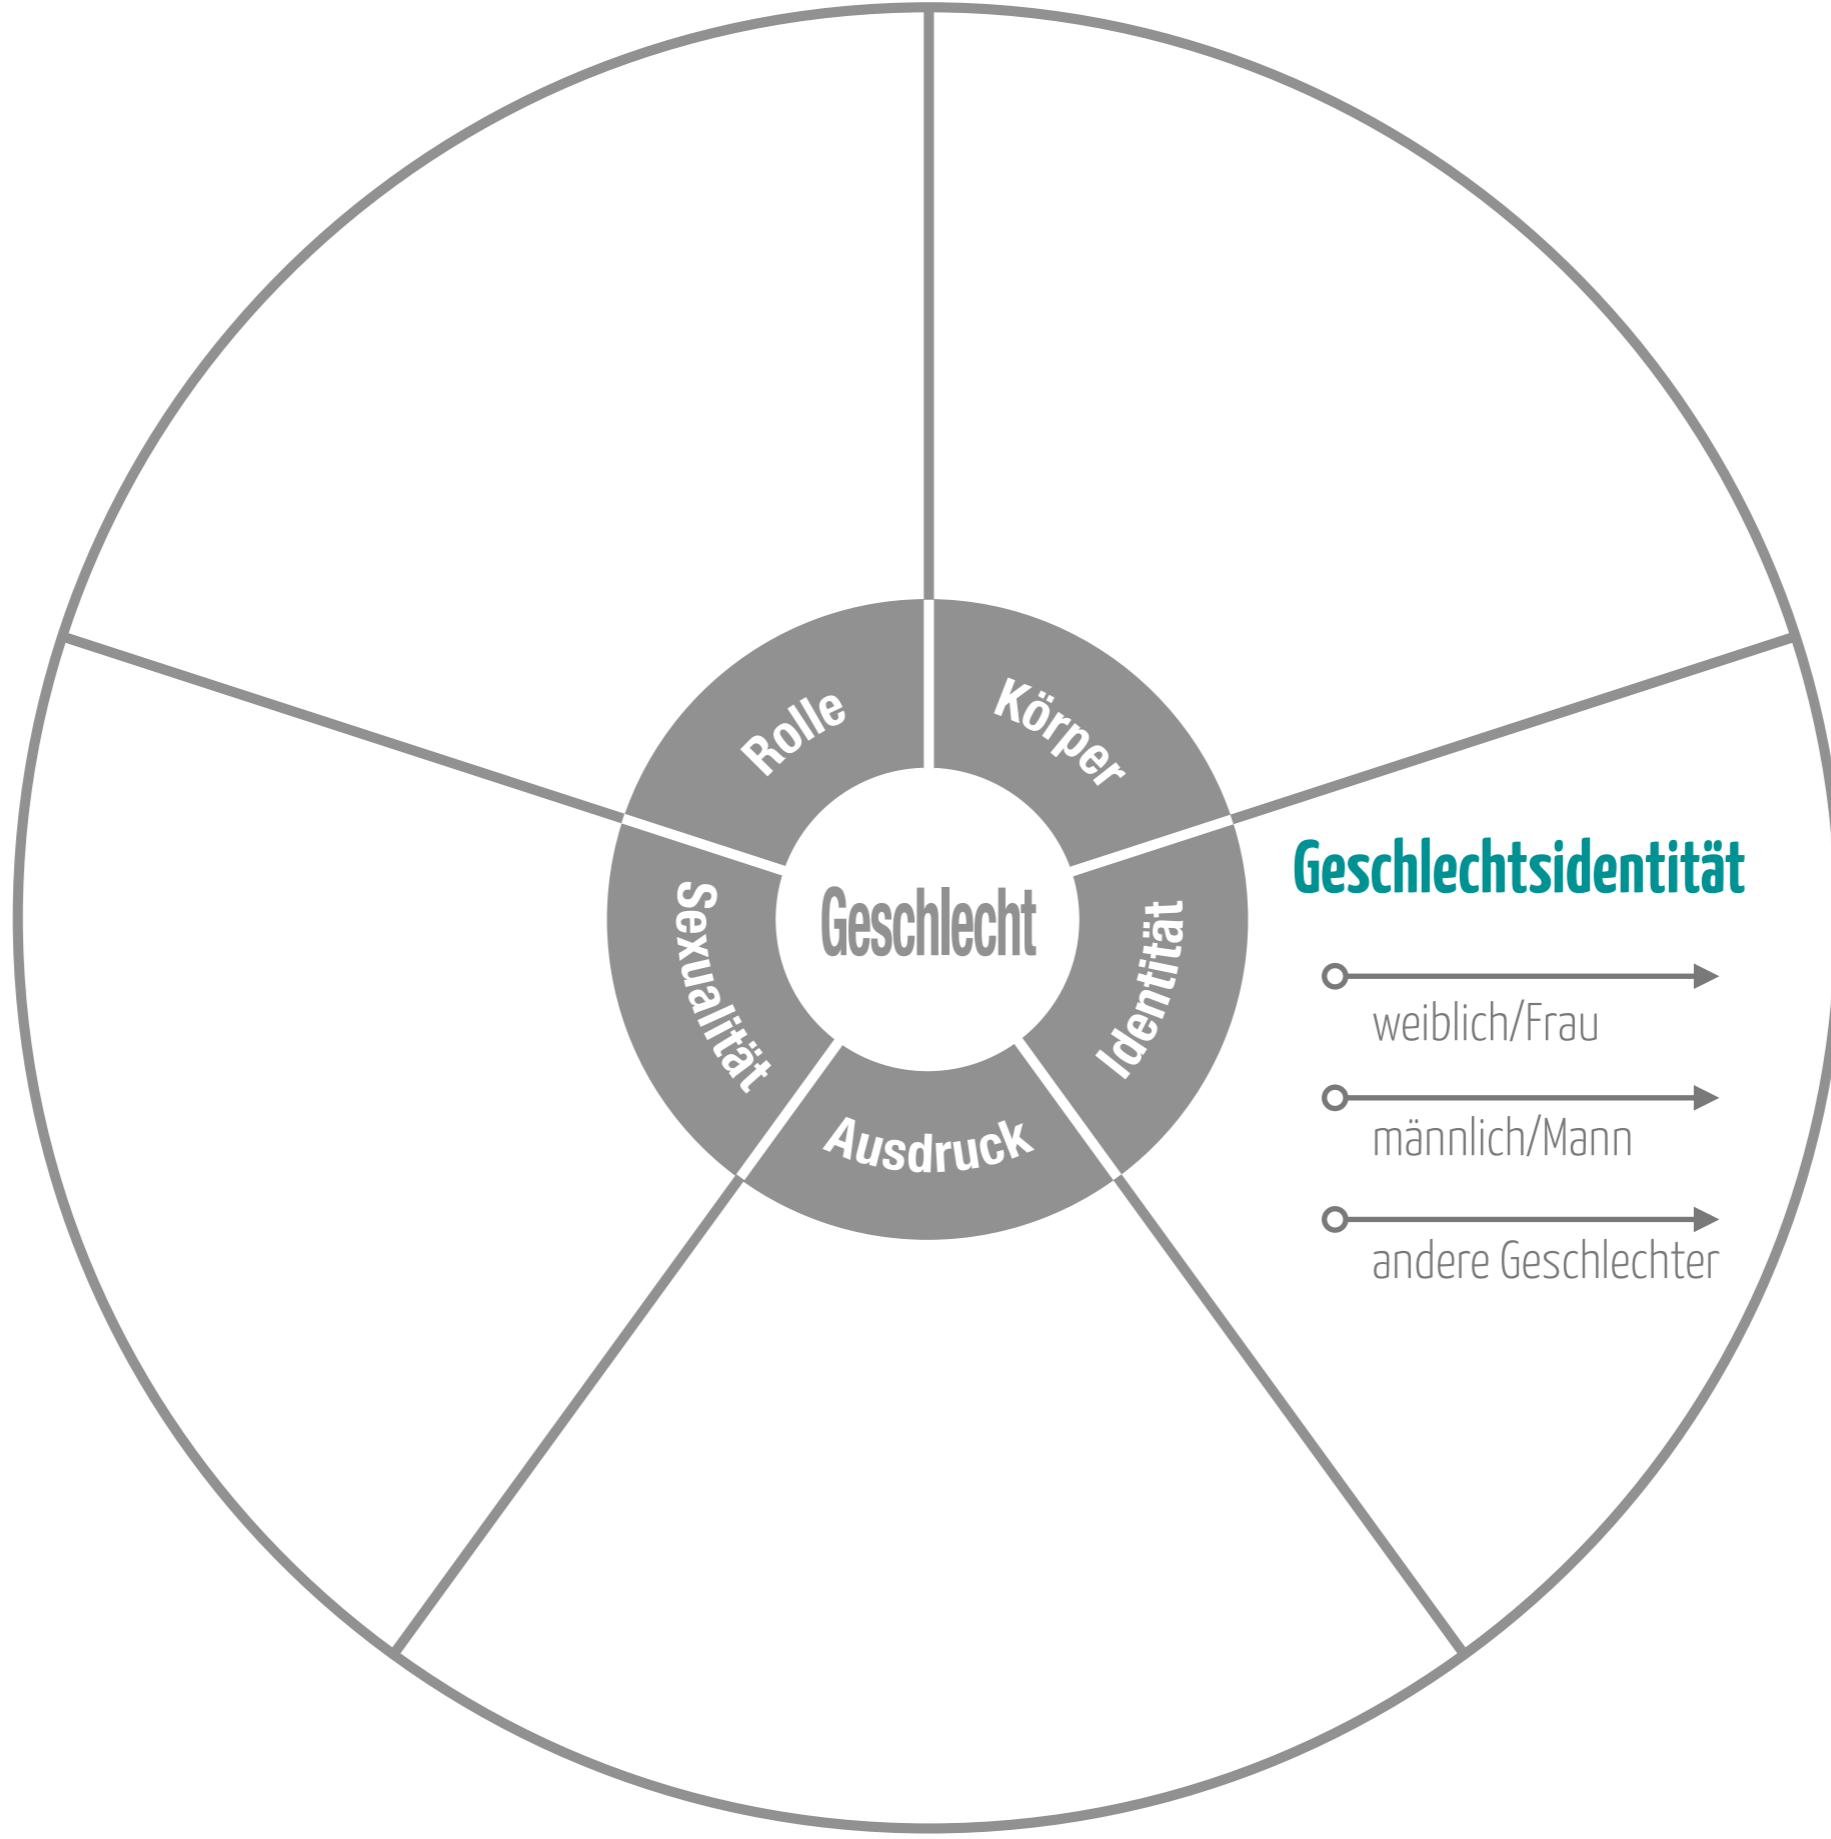 Rolle
Körper
Sexualität
Geschlecht
Identität
Ausdruck
Geschlechtsidentität
weiblich/Frau
männlich/Mann
andere Geschlechter